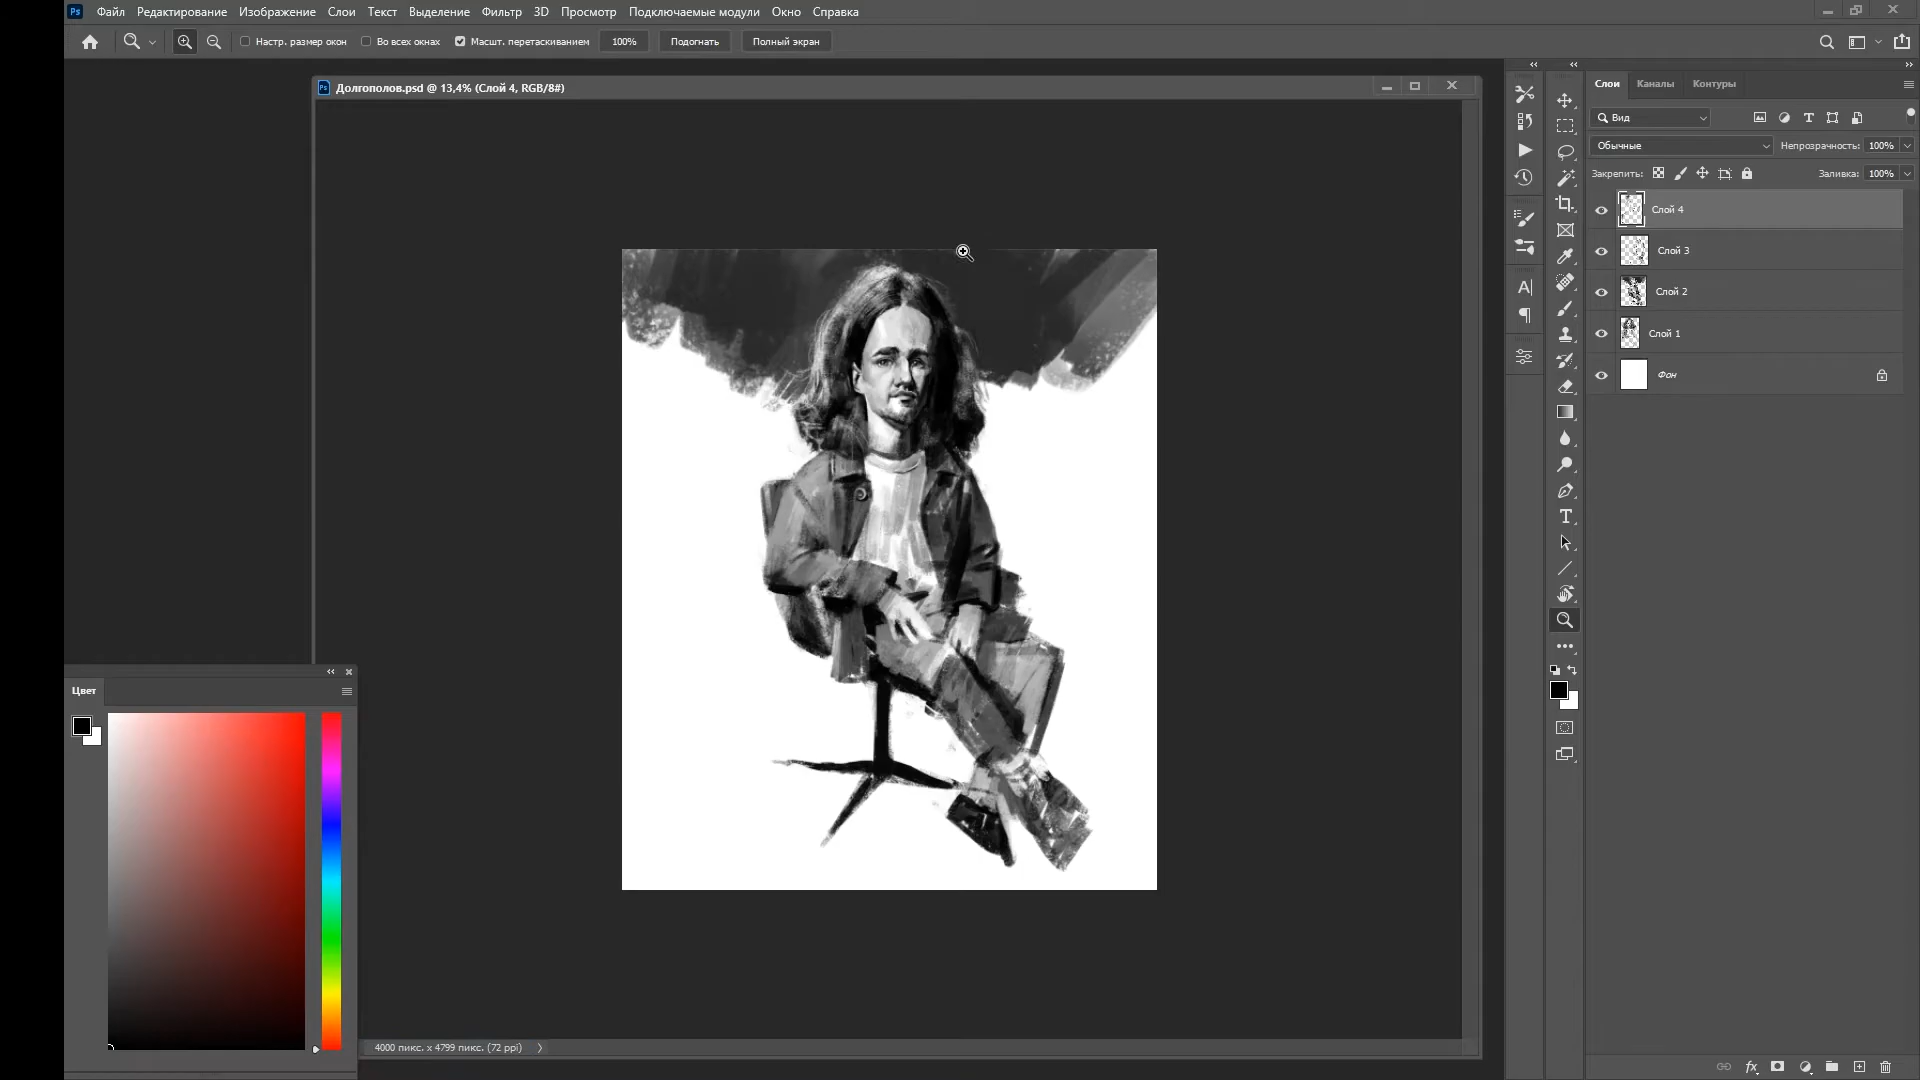 Ps Файл Редактирование Изображение Слои Текст Выделение Фильтр 3D Просмотр Подключаемые модули Окно Справка
Настр. размер окон Во всех окнах Масшт. перетаскиванием 100% Подогнать Полный экран
Ps Долгополов.psd @ 13,4% (Слой 4, RGB/8#)
Слои Каналы Контуры
Вид
Обычные Непрозрачность: 100%
Закрепить: Заливка: 100%
Слой 4
Слой 3
Слой 2
Слой 1
Фон
Цвет
4000 пикс. x 4799 пикс. (72 ppi)
fx